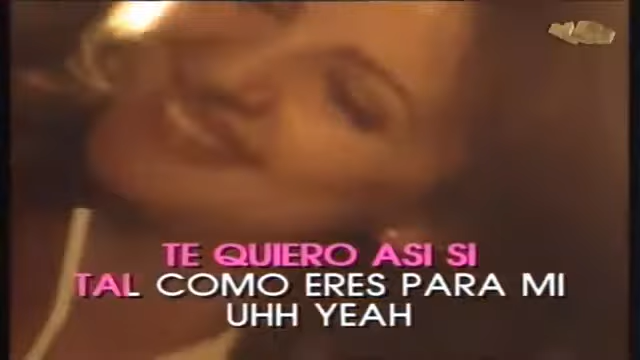 TE QUIERO ASI SI
TAL COMO ERES PARA MI
UHH YEAH